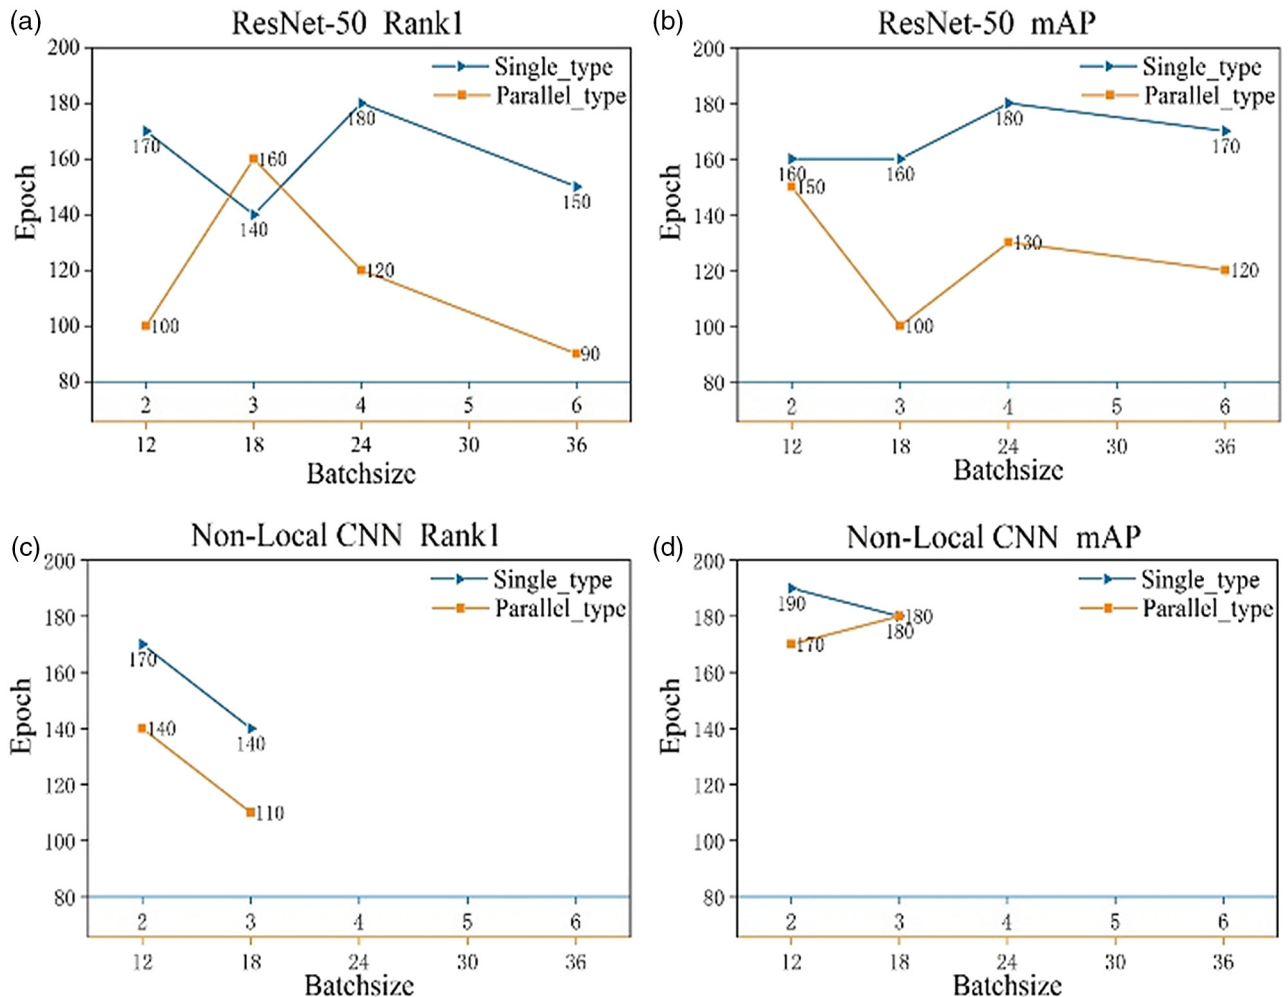 (a) ResNet-50 Rank1
200
180
160
140
120
100
80
Epoch
Single_type
Parallel_type
170
140
180
150
100
160
120
90
2 3 4 5 6
12 18 24 30 36
Batchsize
(b) ResNet-50 mAP
200
180
160
140
120
100
80
Epoch
Single_type
Parallel_type
160
160
180
170
150
100
130
120
2 3 4 5 6
12 18 24 30 36
Batchsize
(c) Non-Local CNN Rank1
200
180
160
140
120
100
80
Epoch
Single_type
Parallel_type
170
140
140
110
2 3 4 5 6
12 18 24 30 36
Batchsize
(d) Non-Local CNN mAP
200
180
160
140
120
100
80
Epoch
Single_type
Parallel_type
190
180
170
180
2 3 4 5 6
12 18 24 30 36
Batchsize